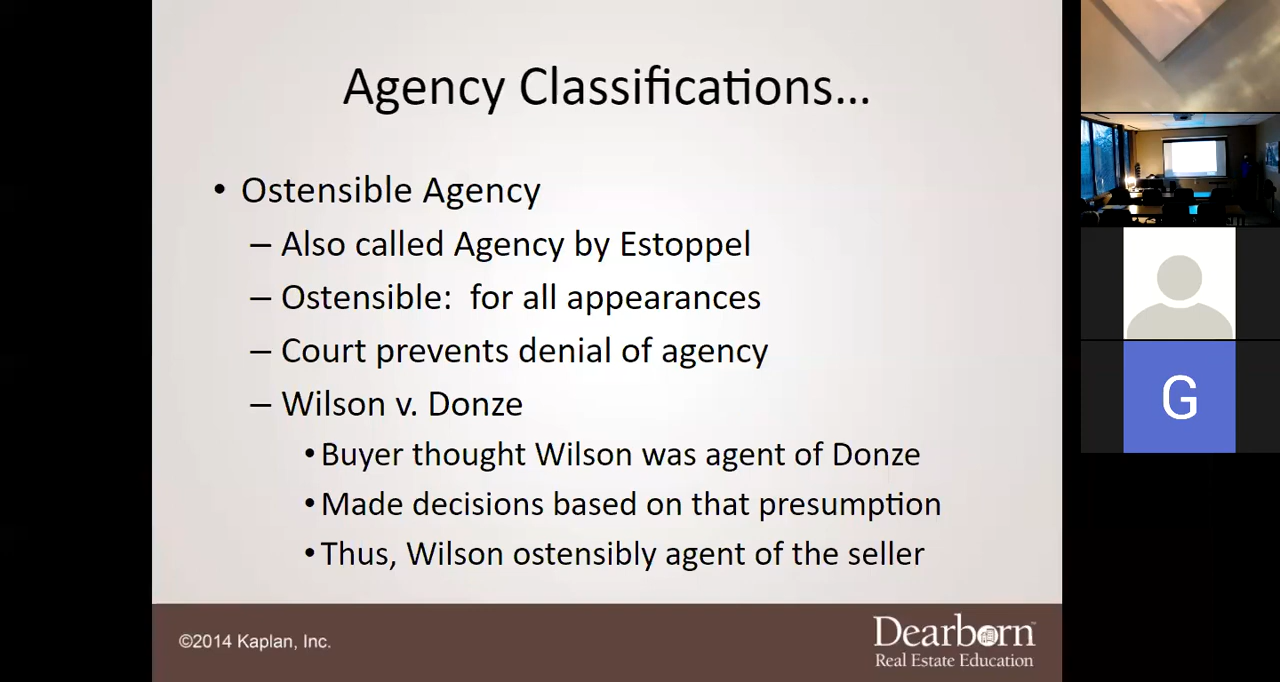 Agency Classifications...
• Ostensible Agency
– Also called Agency by Estoppel
– Ostensible:  for all appearances
– Court prevents denial of agency
– Wilson v. Donze
• Buyer thought Wilson was agent of Donze
• Made decisions based on that presumption
• Thus, Wilson ostensibly agent of the seller
©2014 Kaplan, Inc.
Dearborn™
Real Estate Education
G